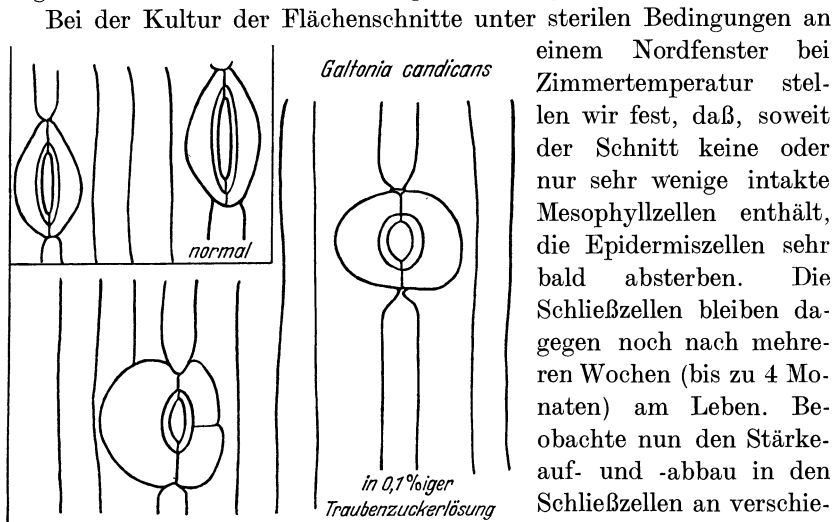 Bei der Kultur der Flächenschnitte unter sterilen Bedingungen an
einem Nordfenster bei
Zimmertemperatur stel-
len wir fest, daß, soweit
der Schnitt keine oder
nur sehr wenige intakte
Mesophyllzellen enthält,
die Epidermiszellen sehr
bald absterben. Die
Schließzellen bleiben da-
gegen noch nach mehre-
ren Wochen (bis zu 4 Mo-
naten) am Leben. Be-
obachte nun den Stärke-
auf- und -abbau in den
Schließzellen an verschie-
Galtonia candicans
normal
in 0,1%iger
Traubenzuckerlösung